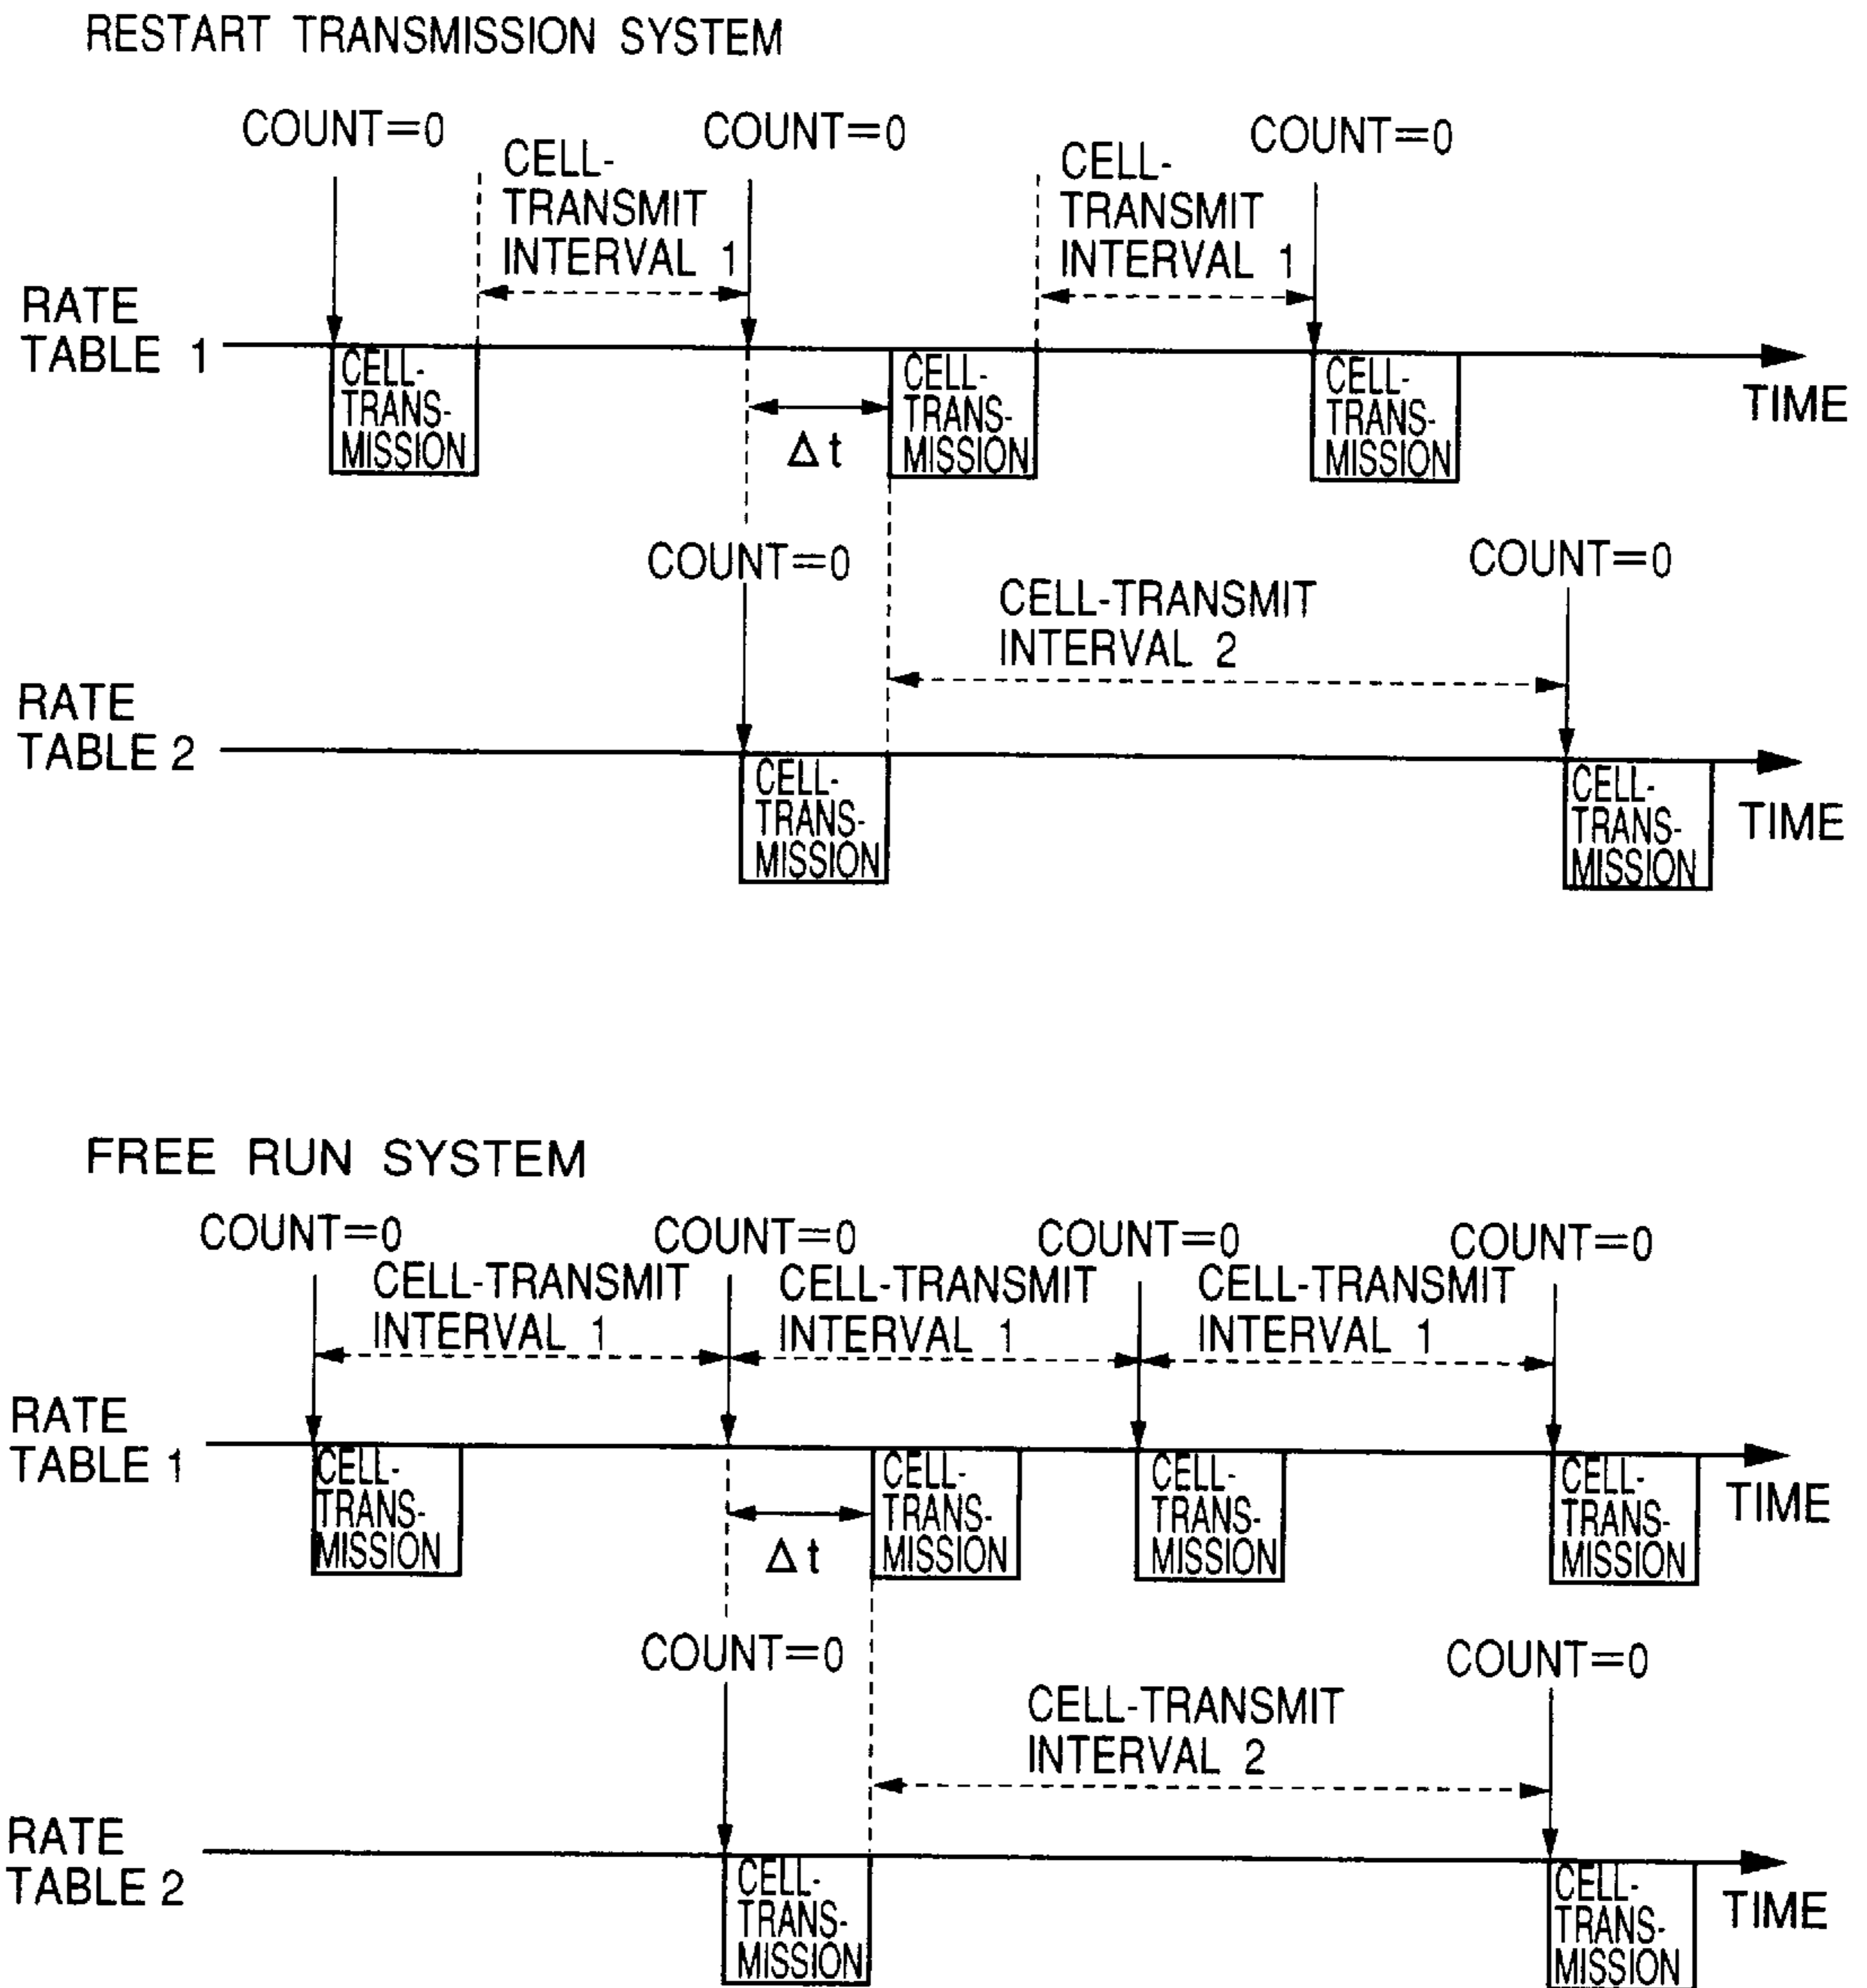 RESTART TRANSMISSION SYSTEM
COUNT=0
COUNT=0
COUNT=0
CELL-
TRANSMIT
INTERVAL 1
CELL-
TRANSMIT
INTERVAL 1
RATE
TABLE 1
CELL-
TRANS-
MISSION
Δt
CELL-
TRANS-
MISSION
CELL-
TRANS-
MISSION
TIME
COUNT=0
COUNT=0
CELL-TRANSMIT
INTERVAL 2
RATE
TABLE 2
CELL-
TRANS-
MISSION
CELL-
TRANS-
MISSION
TIME
FREE RUN SYSTEM
COUNT=0
COUNT=0
COUNT=0
COUNT=0
CELL-TRANSMIT
INTERVAL 1
CELL-TRANSMIT
INTERVAL 1
CELL-TRANSMIT
INTERVAL 1
RATE
TABLE 1
CELL-
TRANS-
MISSION
Δt
CELL-
TRANS-
MISSION
CELL-
TRANS-
MISSION
CELL-
TRANS-
MISSION
TIME
COUNT=0
COUNT=0
CELL-TRANSMIT
INTERVAL 2
RATE
TABLE 2
CELL-
TRANS-
MISSION
CELL-
TRANS-
MISSION
TIME